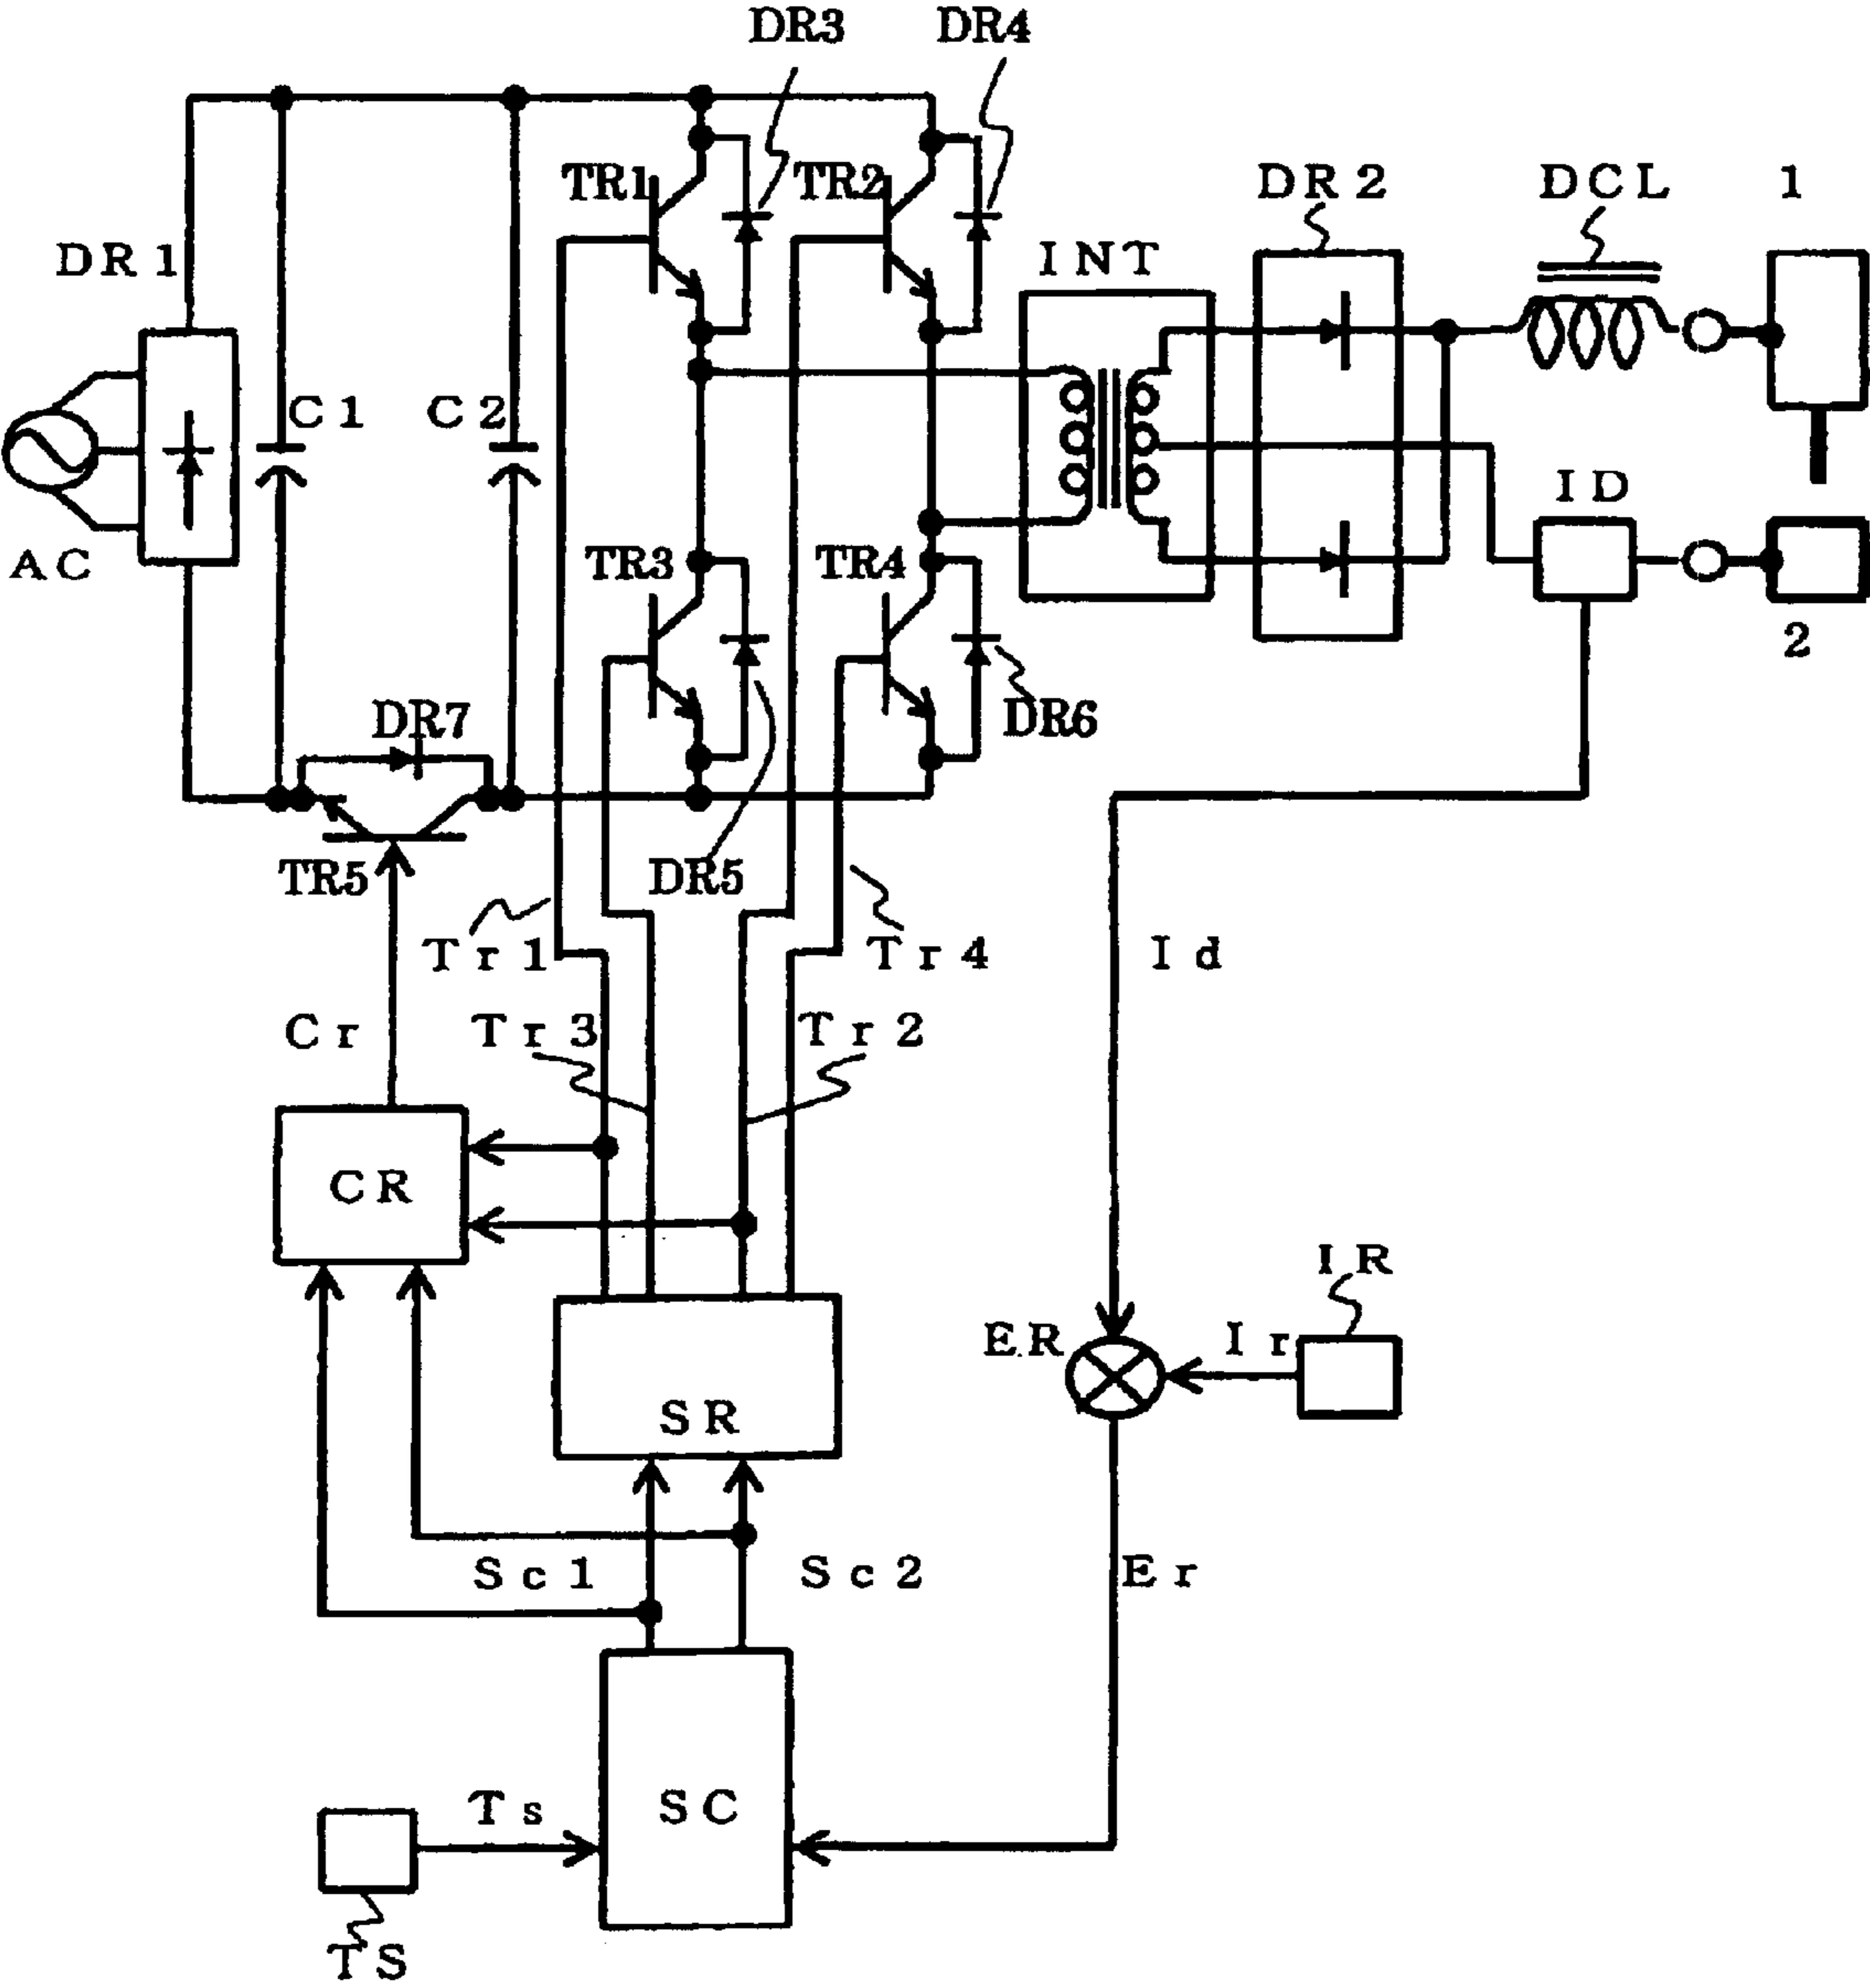 DR3 DR4
TR1 TR2 DR2 DCL 1
DR1 INT
C1 C2
ID
AC TR3 TR4
2
DR7 DR6
TR5 DR5
Tr1 Tr4 Id
Cr Tr3 Tr2
CR
IR
ER Ir
SR
Sc1 Sc2 Er
Ts SC
TS